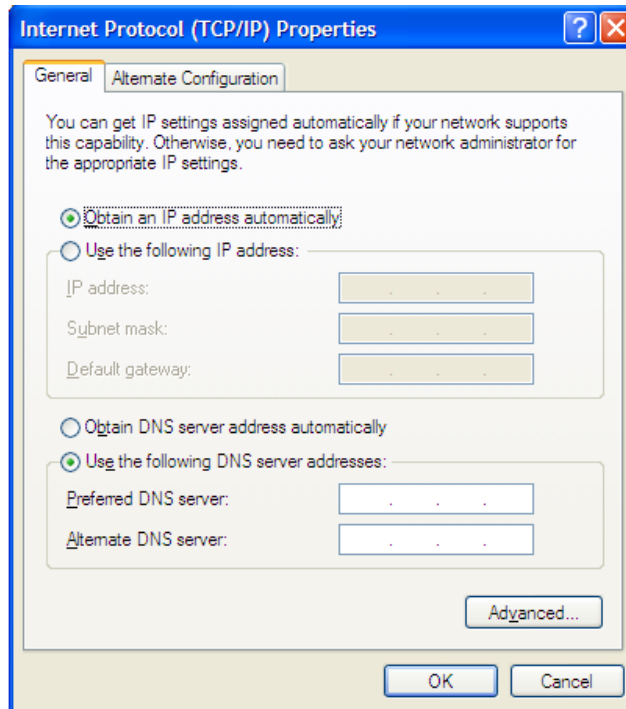 Internet Protocol (TCP/IP) Properties
General
Alternate Configuration
You can get IP settings assigned automatically if your network supports
this capability. Otherwise, you need to ask your network administrator for
the appropriate IP settings.
Obtain an IP address automatically
Use the following IP address:
IP address:
Subnet mask:
Default gateway:
Obtain DNS server address automatically
Use the following DNS server addresses:
Preferred DNS server:
Alternate DNS server:
Advanced...
OK
Cancel